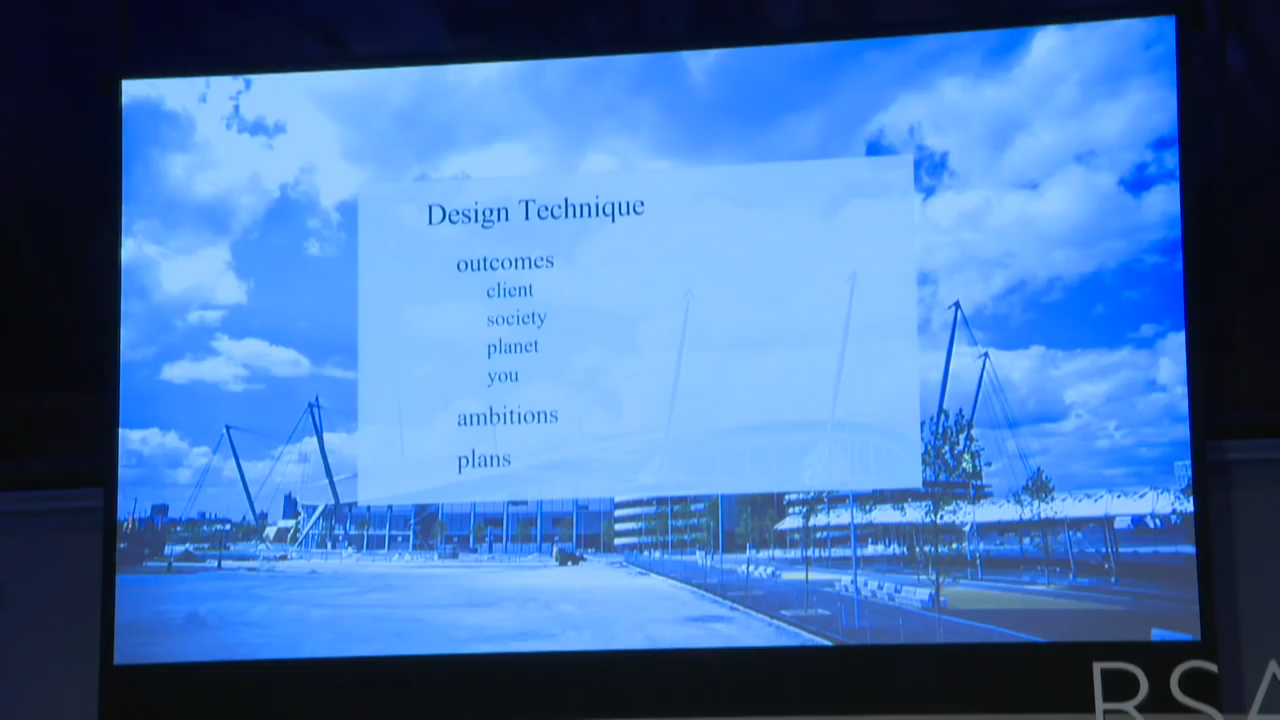 Design Technique
outcomes
client
society
planet
you
ambitions
plans
RSA